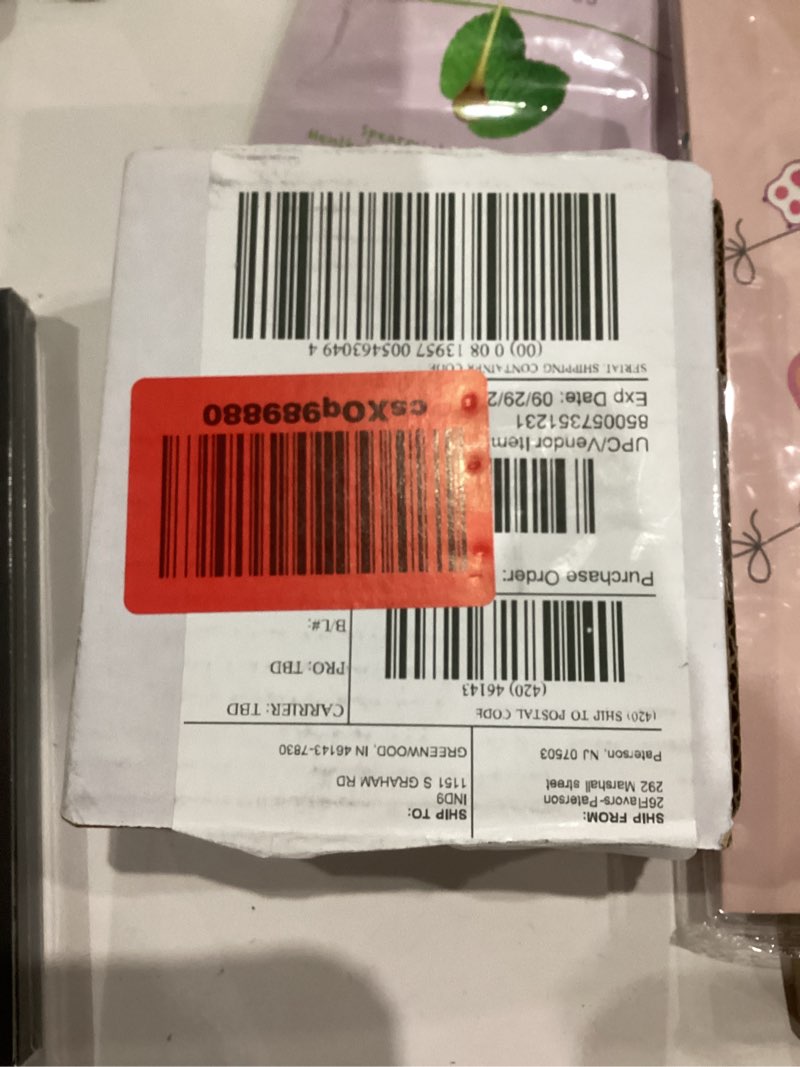 SHIP FROM:
26Flavors-Paterson
292 Marshall street
Paterson, NJ 07503
SHIP TO:
IND9
1151 S GRAHAM RD
GREENWOOD, IN 46143-7830
(420) SHIP TO POSTAL CODE
(420) 46143
CARRIER: TBD
PRO: TBD
B/L#:
Purchase Order:
UPC/Vendor Item
850057351231
Exp Date: 09/29/2
csX0q989880
SERIAL SHIPPING CONTAINER CODE
(00) 0 08 13957 005463049 4
Spearmint